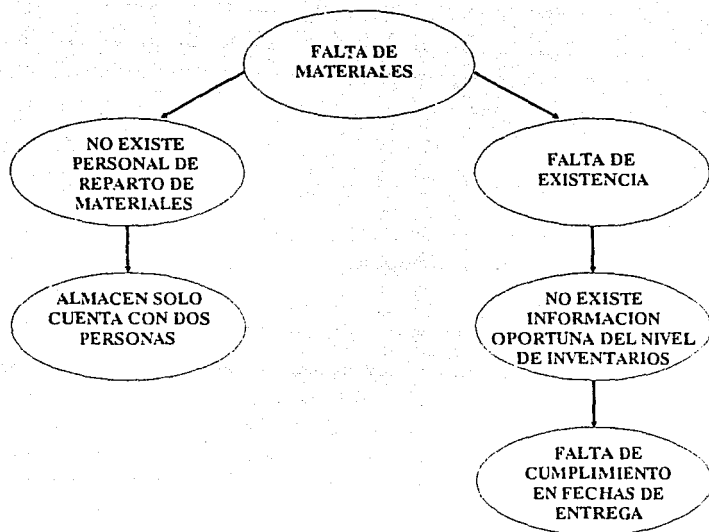 FALTA DE
MATERIALES
NO EXISTE
PERSONAL DE
REPARTO DE
MATERIALES
FALTA DE
EXISTENCIA
ALMACEN SOLO
CUENTA CON DOS
PERSONAS
NO EXISTE
INFORMACION
OPORTUNA DEL NIVEL
DE INVENTARIOS
FALTA DE
CUMPLIMIENTO
EN FECHAS DE
ENTREGA